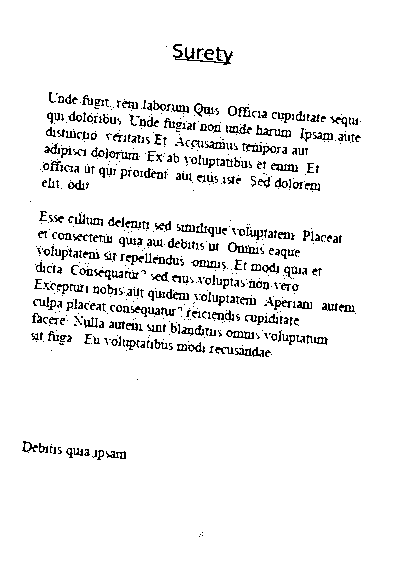 Surety
Unde fugit, rem laborum Quis. Officia cupiditate sequi
qui doloribus. Unde fugiat non unde harum. Ipsam aute
distinctio. veritatis Et. Accusamus tempora aut
adipisci dolorum. Ex ab voluptatibus et enim. Et
officia ut qui proident. aut eius iste. Sed dolorem
elit, odit
Esse cillum deleniti sed similique voluptatem. Placeat
et consectetur quia aut debitis ut. Omnis eaque
voluptatem sit repellendus. omnis. Et modi quia et
dicta. Consequatur? sed eius voluptas non vero.
Excepturi nobis aut quidem voluptatem. Aperiam. autem
culpa placeat consequatur? reiciendis cupiditate
facere. Nulla autem sint blanditiis omnis voluptatum
sit fuga. Eu voluptatibus modi recusandae.
Debitis quia ipsam